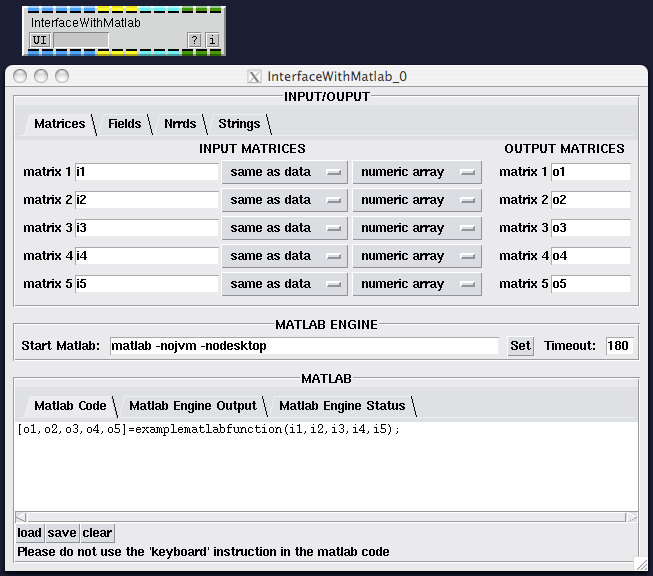 InterfaceWithMatlab
UI ? i
InterfaceWithMatlab_0
INPUT/OUPUT
Matrices Fields Nrrds Strings
INPUT MATRICES OUTPUT MATRICES
matrix 1 i1 same as data numeric array matrix 1 o1
matrix 2 i2 same as data numeric array matrix 2 o2
matrix 3 i3 same as data numeric array matrix 3 o3
matrix 4 i4 same as data numeric array matrix 4 o4
matrix 5 i5 same as data numeric array matrix 5 o5
MATLAB ENGINE
Start Matlab: matlab -nojvm -nodesktop Set Timeout: 180
MATLAB
Matlab Code Matlab Engine Output Matlab Engine Status
[o1,o2,o3,o4,o5]=examplematlabfunction(i1,i2,i3,i4,i5);
load save clear
Please do not use the 'keyboard' instruction in the matlab code